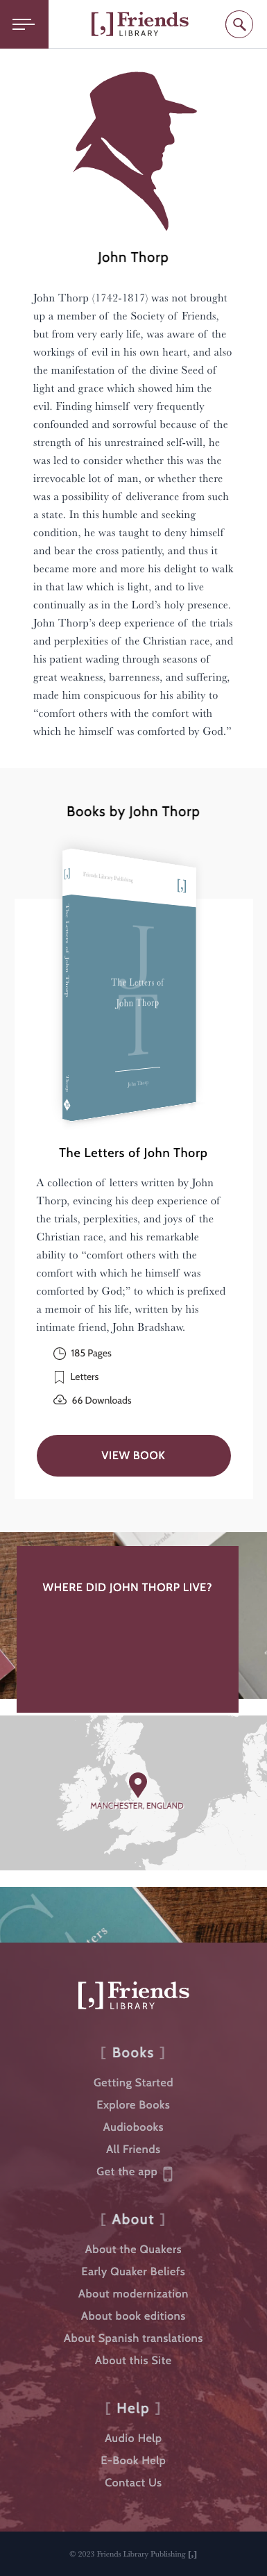 [,] Friends
LIBRARY
John Thorp
John Thorp (1742-1817) was not brought
up a member of the Society of Friends,
but from very early life, was aware of the
workings of evil in his own heart, and also
the manifestation of the divine Seed of
light and grace which showed him the
evil. Finding himself very frequently
confounded and sorrowful because of the
strength of his unrestrained self-will, he
was led to consider whether this was the
irrevocable lot of man, or whether there
was a possibility of deliverance from such
a state. In this humble and seeking
condition, he was taught to deny himself
and bear the cross patiently, and thus it
became more and more his delight to walk
in that law which is light, and to live
continually as in the Lord’s holy presence.
John Thorp’s deep experience of the trials
and perplexities of the Christian race, and
his patient wading through seasons of
great weakness, barrenness, and suffering,
made him conspicuous for his ability to
“comfort others with the comfort with
which he himself was comforted by God.”
Books by John Thorp
[,]
Friends Library Publishing
[,]
The Letters of John Thorp
JT
The Letters of
John Thorp
John Thorp
Thorp
The Letters of John Thorp
A collection of letters written by John
Thorp, evincing his deep experience of
the trials, perplexities, and joys of the
Christian race, and his remarkable
ability to “comfort others with the
comfort with which he himself was
comforted by God;” to which is prefixed
a memoir of his life, written by his
intimate friend, John Bradshaw.
185 Pages
Letters
66 Downloads
VIEW BOOK
WHERE DID JOHN THORP LIVE?
MANCHESTER, ENGLAND
[,] Friends
LIBRARY
[ Books ]
Getting Started
Explore Books
Audiobooks
All Friends
Get the app
[ About ]
About the Quakers
Early Quaker Beliefs
About modernization
About book editions
About Spanish translations
About this Site
[ Help ]
Audio Help
E-Book Help
Contact Us
© 2023 Friends Library Publishing [,]